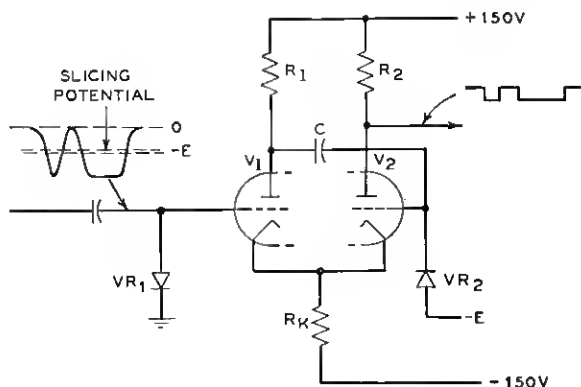 +150V
R1
R2
SLICING
POTENTIAL
0
-E
C
V1
V2
VR1
VR2
-E
RK
-150V